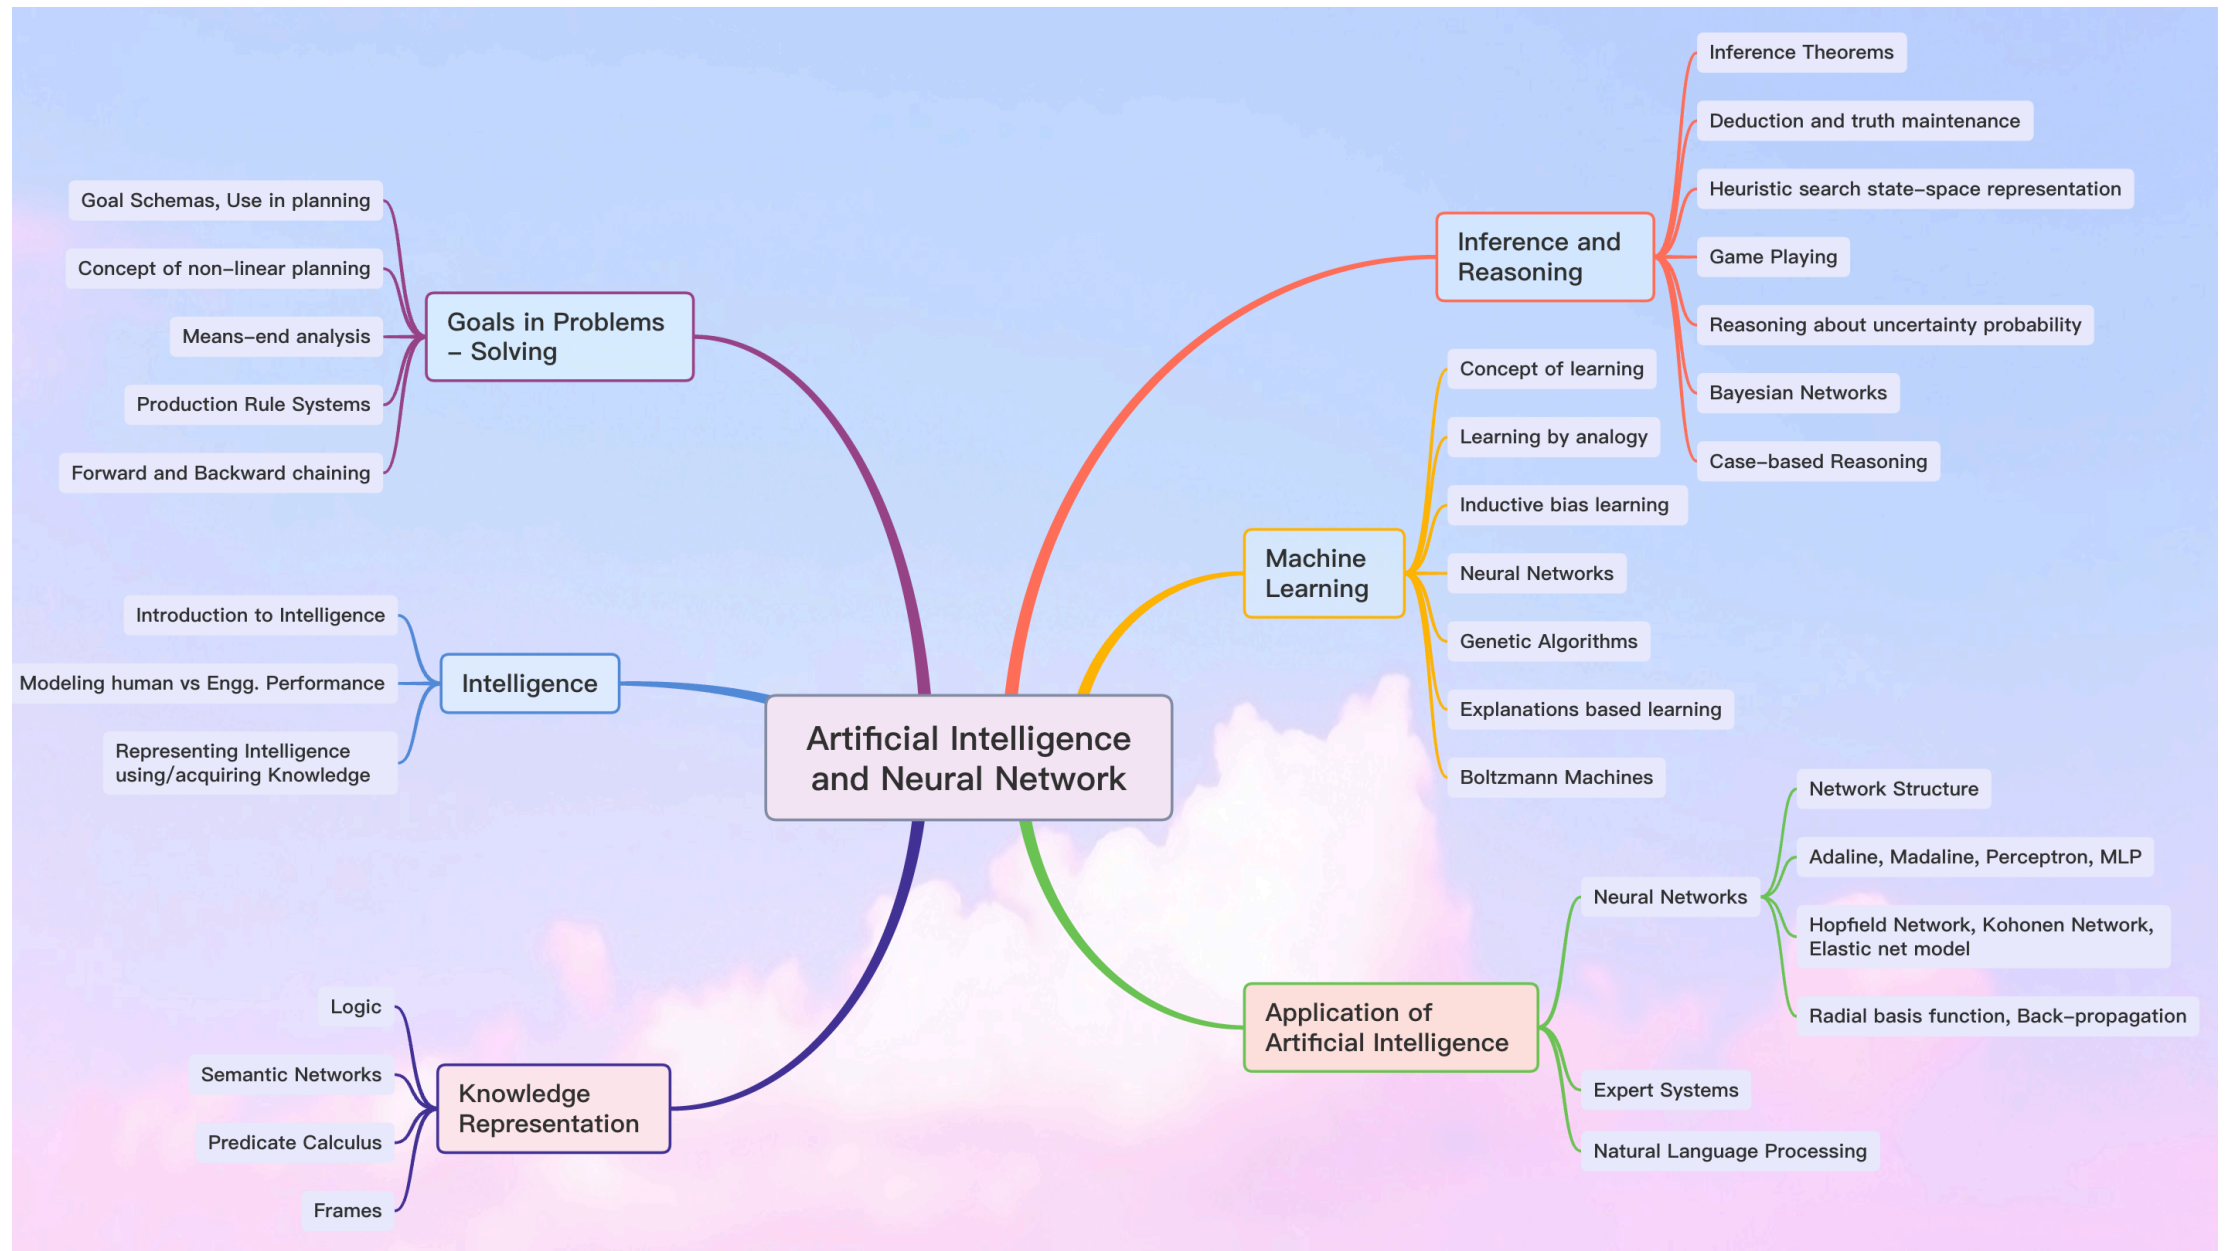 Artificial Intelligence
and Neural Network
Inference and
Reasoning
Inference Theorems
Deduction and truth maintenance
Heuristic search state-space representation
Game Playing
Reasoning about uncertainty probability
Bayesian Networks
Case-based Reasoning
Machine
Learning
Concept of learning
Learning by analogy
Inductive bias learning
Neural Networks
Genetic Algorithms
Explanations based learning
Boltzmann Machines
Application of
Artificial Intelligence
Neural Networks
Network Structure
Adaline, Madaline, Perceptron, MLP
Hopfield Network, Kohonen Network,
Elastic net model
Radial basis function, Back-propagation
Expert Systems
Natural Language Processing
Goals in Problems
- Solving
Goal Schemas, Use in planning
Concept of non-linear planning
Means-end analysis
Production Rule Systems
Forward and Backward chaining
Intelligence
Introduction to Intelligence
Modeling human vs Engg. Performance
Representing Intelligence
using/acquiring Knowledge
Knowledge
Representation
Logic
Semantic Networks
Predicate Calculus
Frames